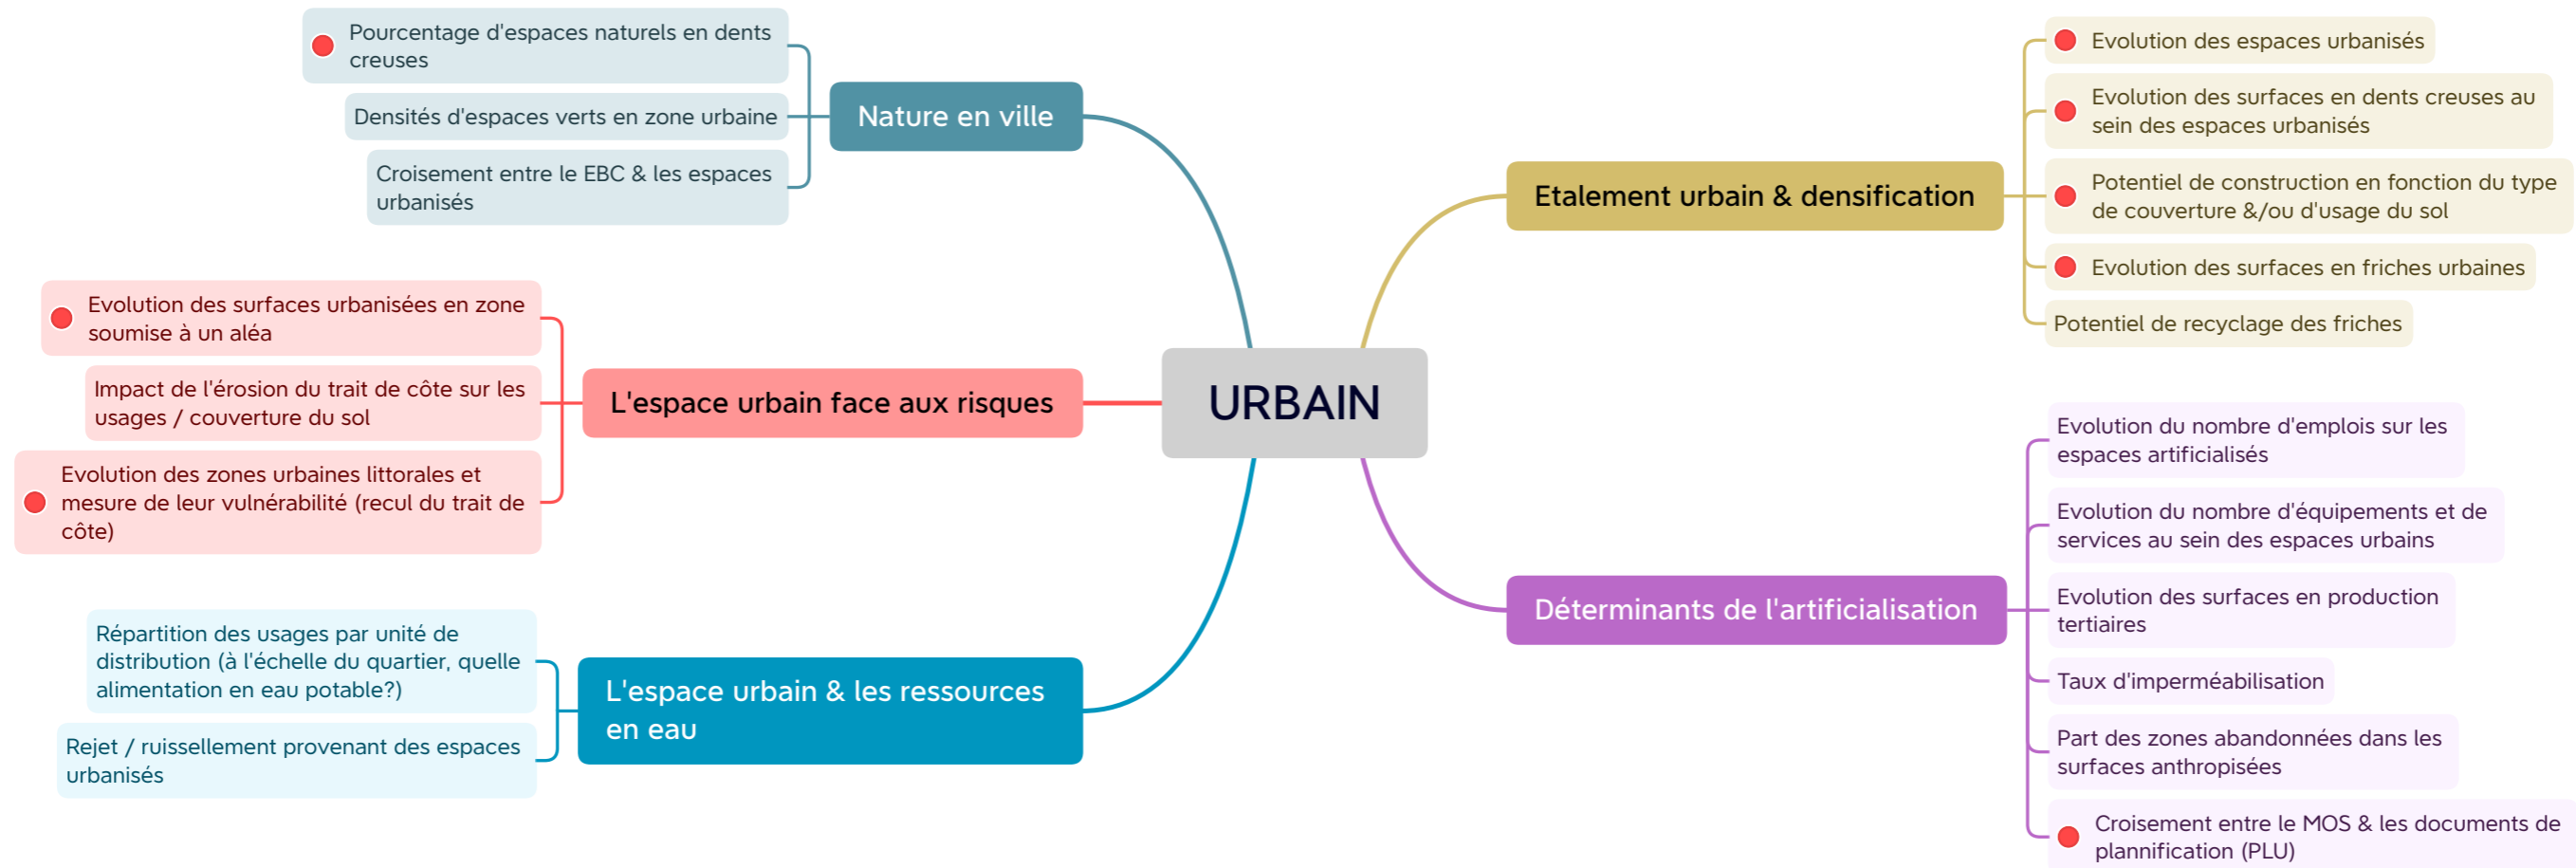 Pourcentage d'espaces naturels en dents
creuses
Densités d'espaces verts en zone urbaine
Croisement entre le EBC & les espaces
urbanisés
Nature en ville
Evolution des surfaces urbanisées en zone
soumise à un aléa
Impact de l'érosion du trait de côte sur les
usages / couverture du sol
Evolution des zones urbaines littorales et
mesure de leur vulnérabilité (recul du trait de
côte)
L'espace urbain face aux risques
Répartition des usages par unité de
distribution (à l'échelle du quartier, quelle
alimentation en eau potable?)
Rejet / ruissellement provenant des espaces
urbanisés
L'espace urbain & les ressources
en eau
URBAIN
Etalement urbain & densification
Evolution des espaces urbanisés
Evolution des surfaces en dents creuses au
sein des espaces urbanisés
Potentiel de construction en fonction du type
de couverture &/ou d'usage du sol
Evolution des surfaces en friches urbaines
Potentiel de recyclage des friches
Déterminants de l'artificialisation
Evolution du nombre d'emplois sur les
espaces artificialisés
Evolution du nombre d'équipements et de
services au sein des espaces urbains
Evolution des surfaces en production
tertiaires
Taux d'imperméabilisation
Part des zones abandonnées dans les
surfaces anthropisées
Croisement entre le MOS & les documents de
plannification (PLU)